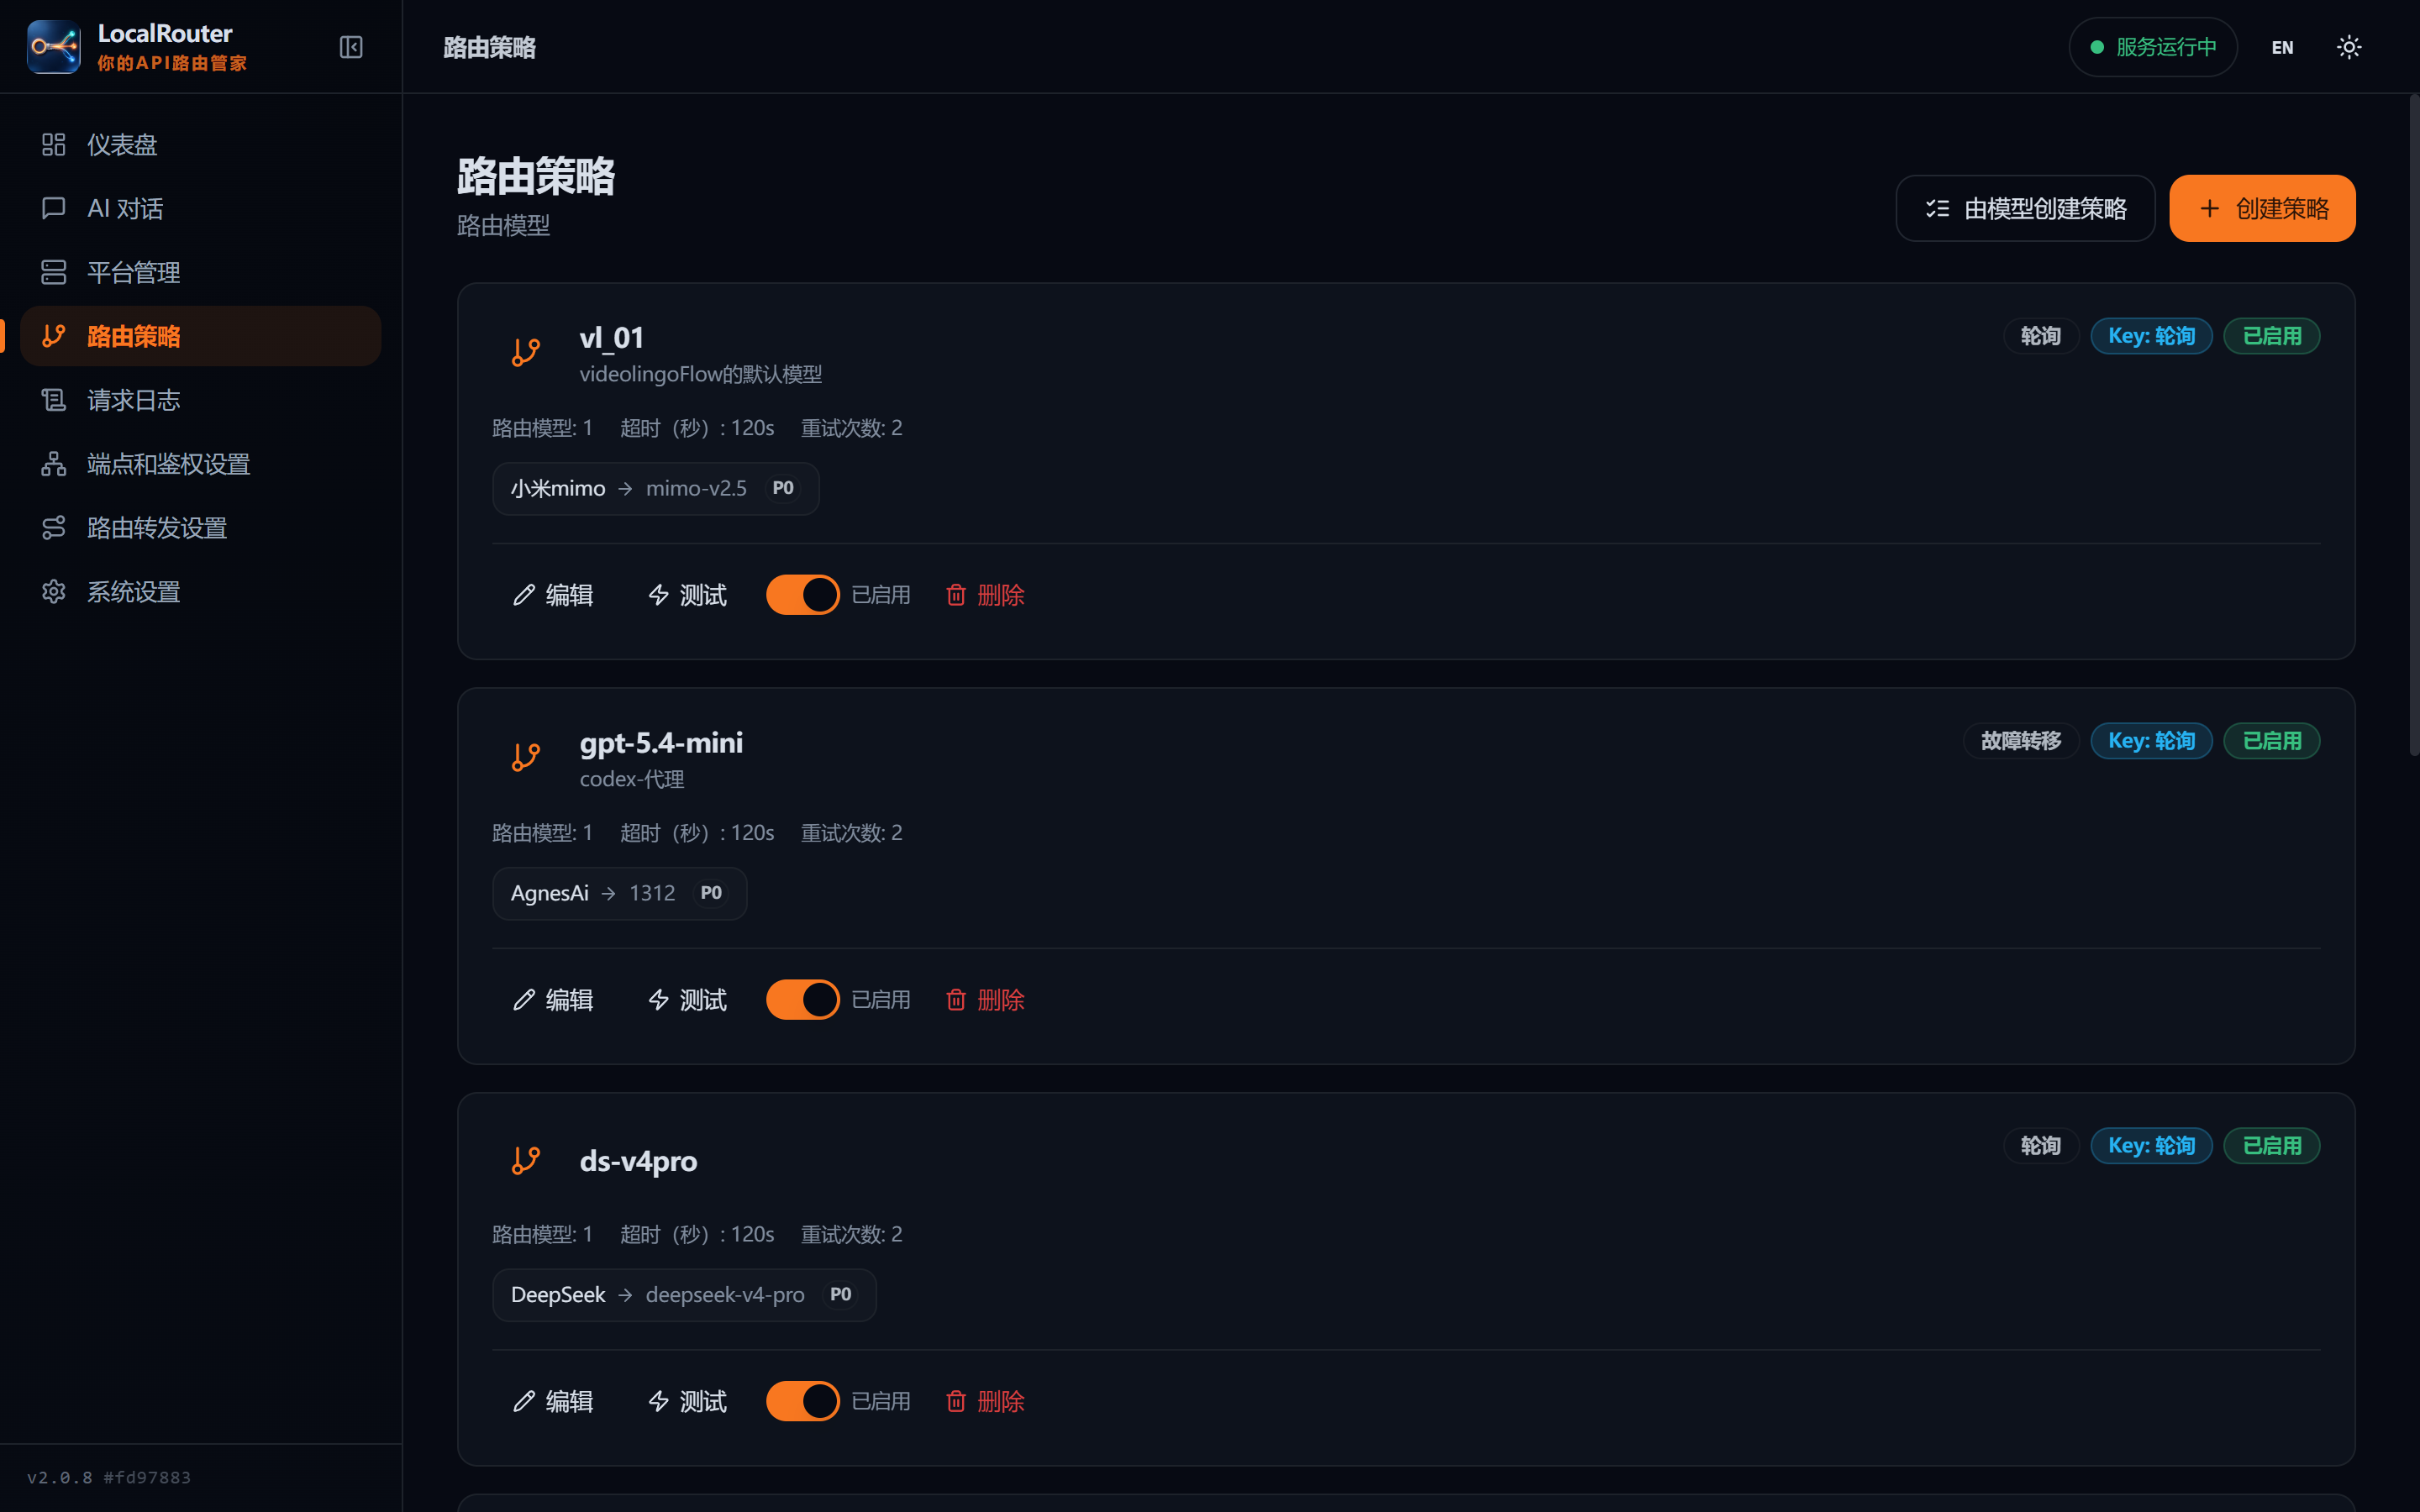 LocalRouter
你的API路由管家
路由策略
服务运行中
EN
仪表盘
AI 对话
平台管理
路由策略
请求日志
端点和鉴权设置
路由转发设置
系统设置
v2.0.8 #fd97883
路由策略
路由模型
由模型创建策略
创建策略
vl_01
videolingoFlow的默认模型
轮询
Key: 轮询
已启用
路由模型: 1 超时（秒）: 120s 重试次数: 2
小米mimo → mimo-v2.5 P0
编辑 测试 已启用 删除
gpt-5.4-mini
codex-代理
故障转移
Key: 轮询
已启用
路由模型: 1 超时（秒）: 120s 重试次数: 2
AgnesAi → 1312 P0
编辑 测试 已启用 删除
ds-v4pro
轮询
Key: 轮询
已启用
路由模型: 1 超时（秒）: 120s 重试次数: 2
DeepSeek → deepseek-v4-pro P0
编辑 测试 已启用 删除